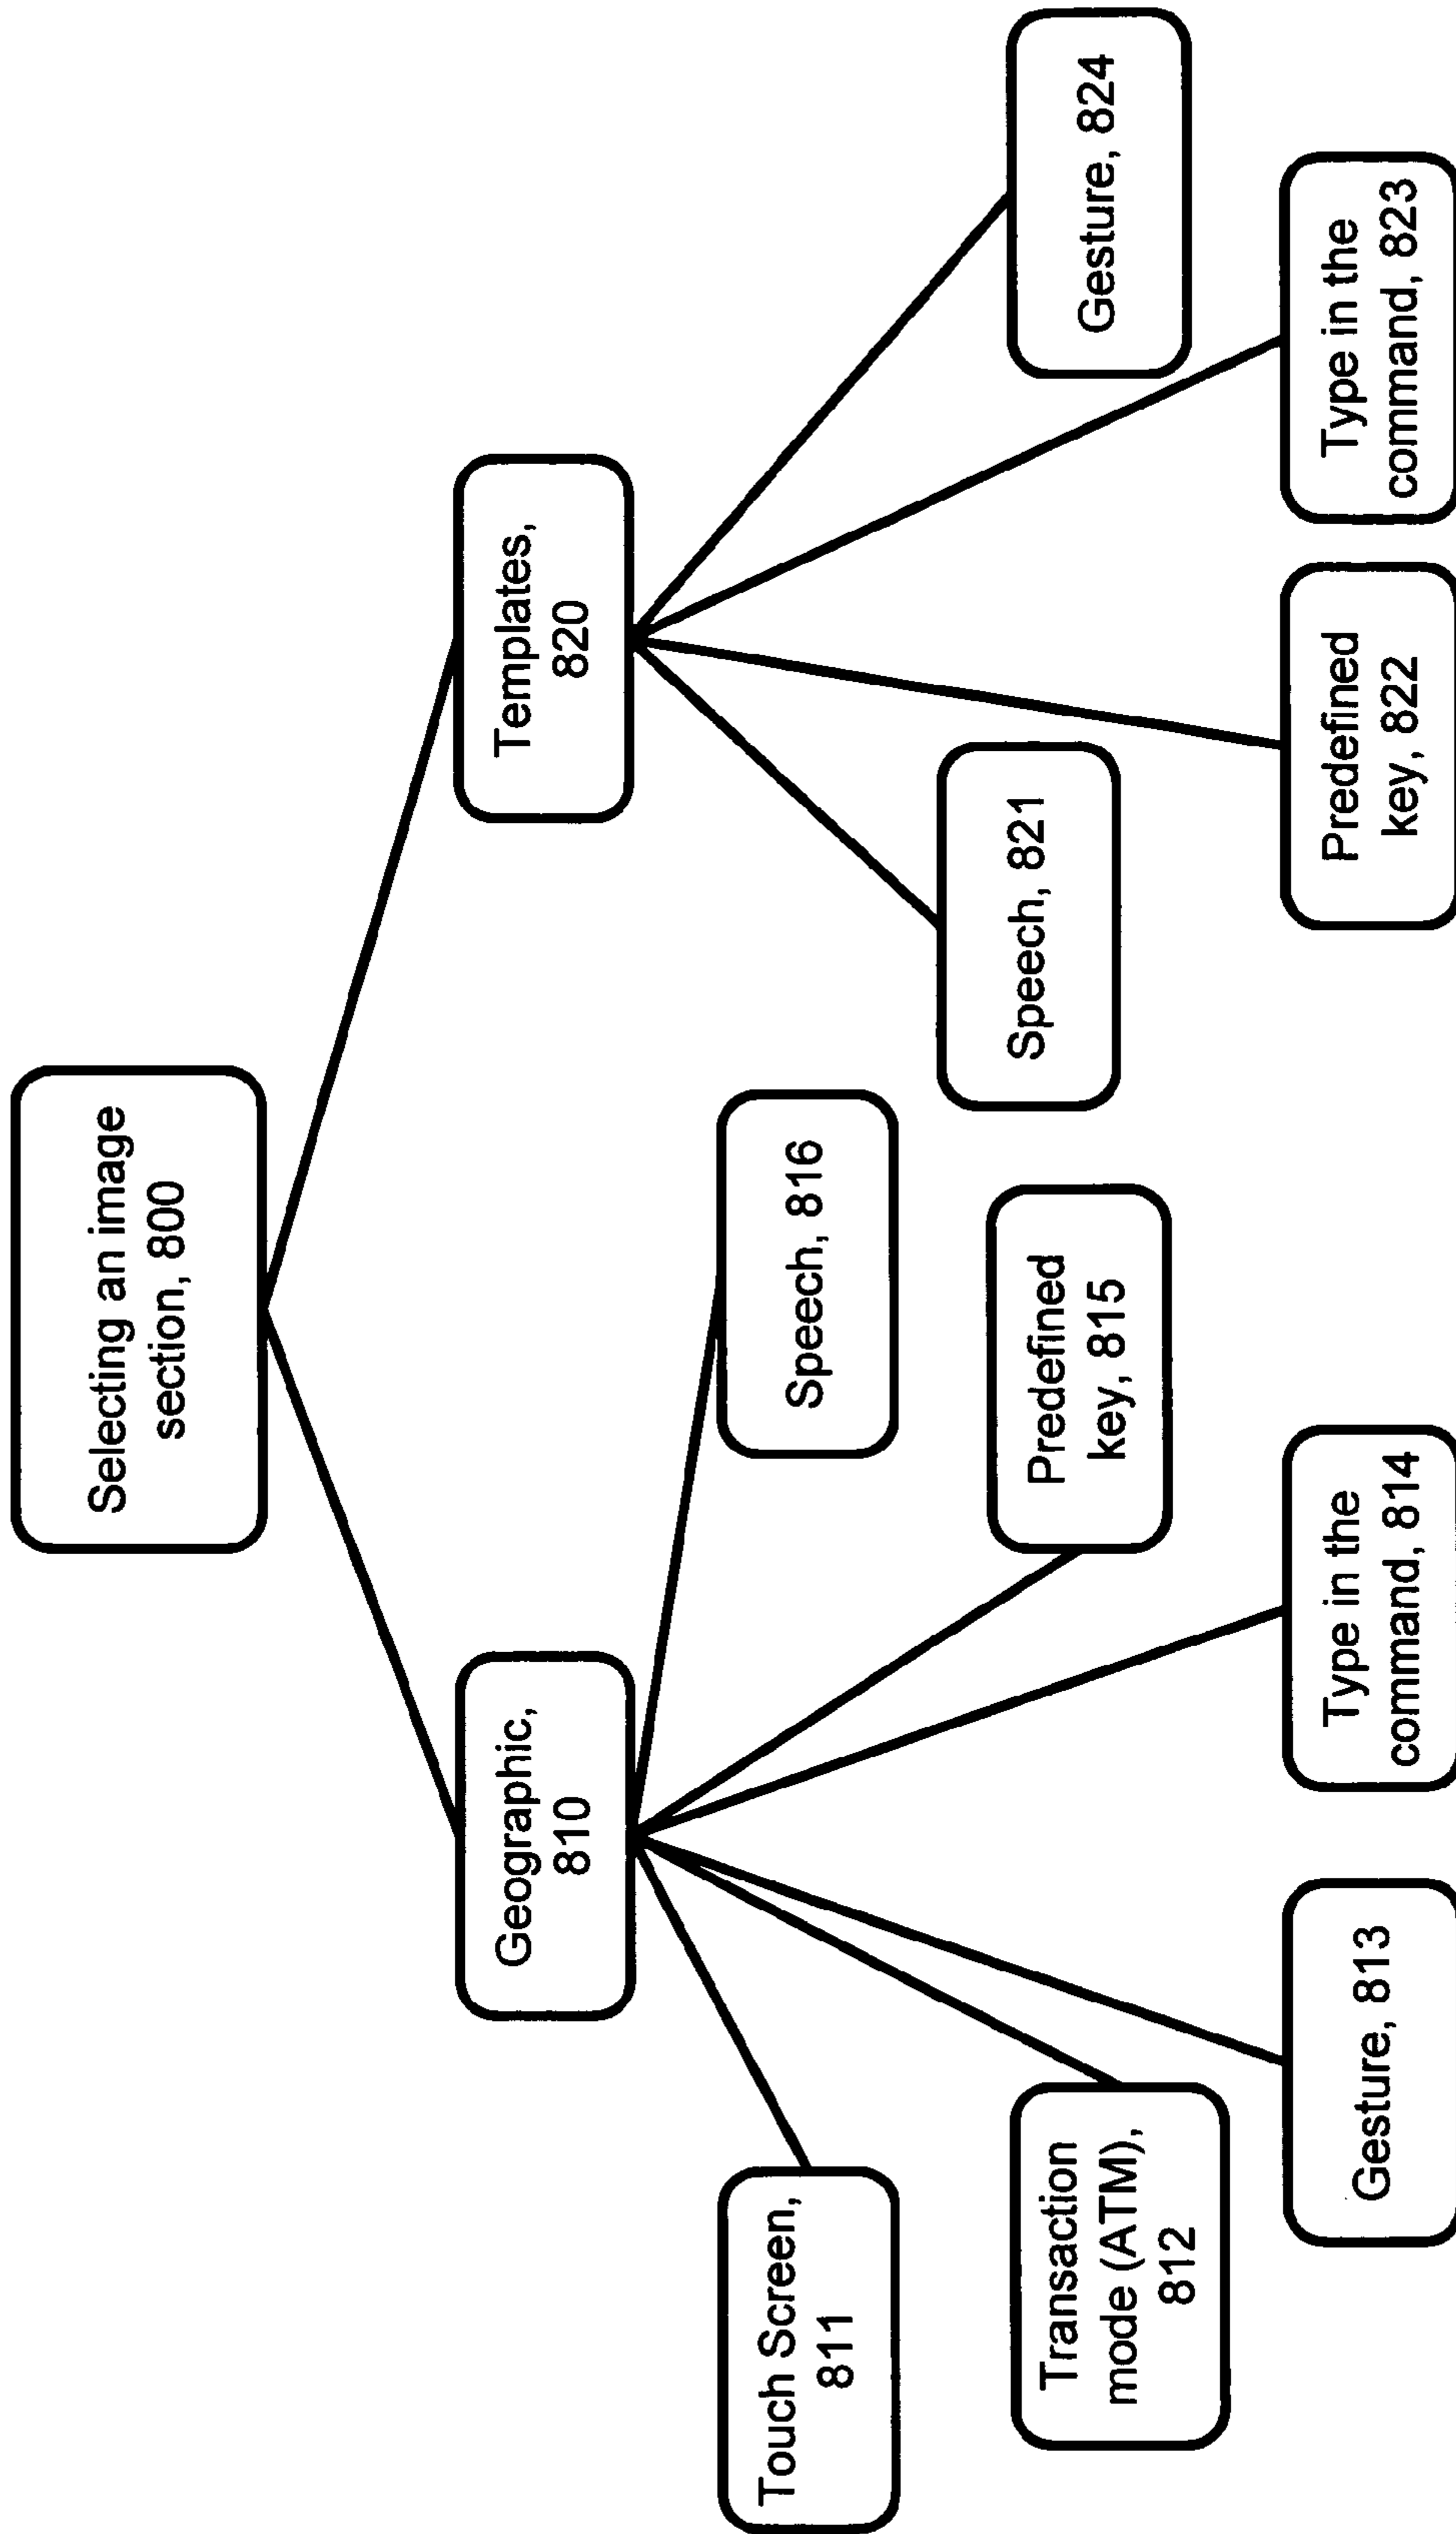 Selecting an image
section, 800
Geographic,
810
Templates,
820
Touch Screen,
811
Transaction
mode (ATM),
812
Gesture, 813
Type in the
command, 814
Predefined
key, 815
Speech, 816
Speech, 821
Predefined
key, 822
Type in the
command, 823
Gesture, 824